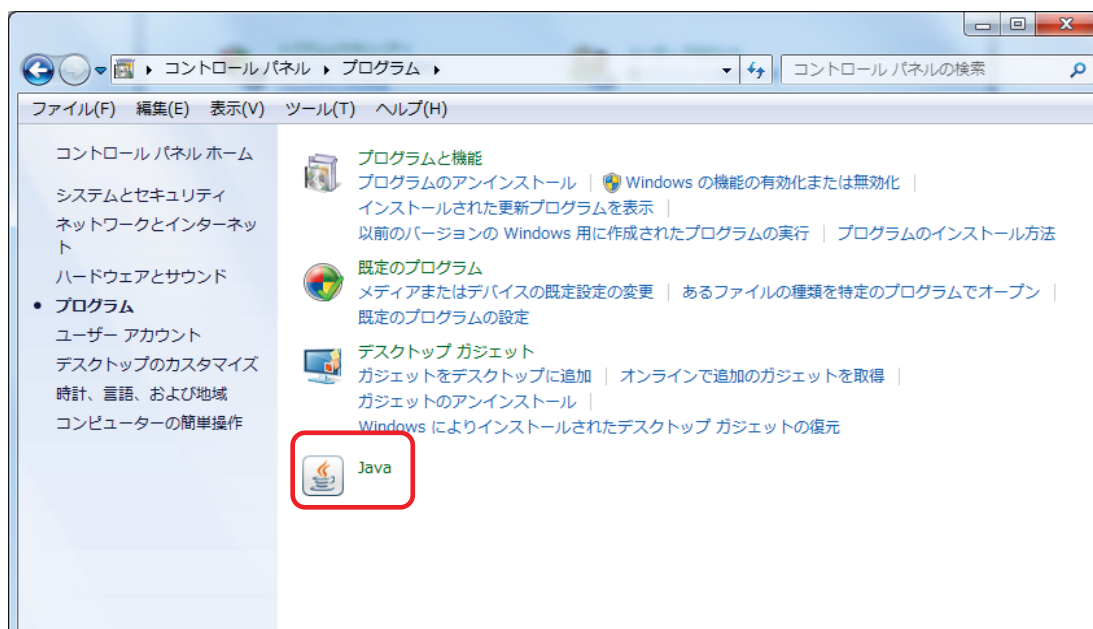 コントロール パネル ▸ プログラム ▸
コントロール パネルの検索
ファイル(F) 編集(E) 表示(V) ツール(T) ヘルプ(H)
コントロール パネル ホーム
システムとセキュリティ
ネットワークとインターネッ
ト
ハードウェアとサウンド
プログラム
ユーザー アカウント
デスクトップのカスタマイズ
時計、言語、および地域
コンピューターの簡単操作
プログラムと機能
プログラムのアンインストール | Windows の機能の有効化または無効化 |
インストールされた更新プログラムを表示 |
以前のバージョンの Windows 用に作成されたプログラムの実行 | プログラムのインストール方法
既定のプログラム
メディアまたはデバイスの既定設定の変更 | あるファイルの種類を特定のプログラムでオープン |
既定のプログラムの設定
デスクトップ ガジェット
ガジェットをデスクトップに追加 | オンラインで追加のガジェットを取得 |
ガジェットのアンインストール |
Windows によりインストールされたデスクトップ ガジェットの復元
Java